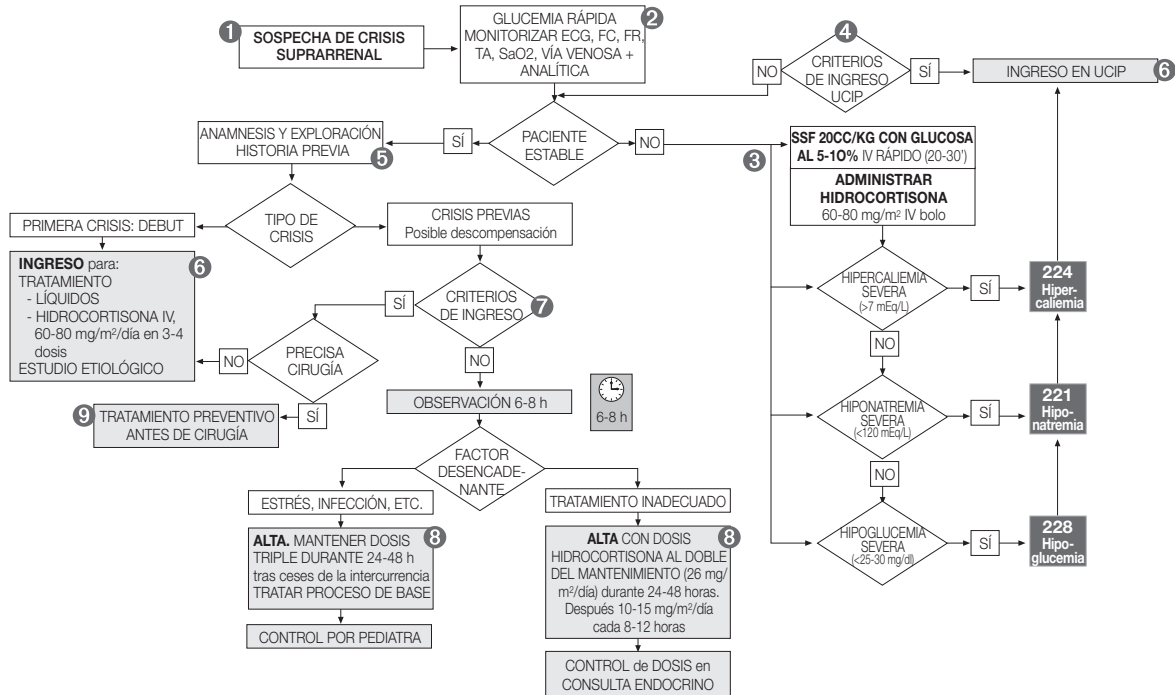 1
SOSPECHA DE CRISIS
SUPRARRENAL
2
GLUCEMIA RÁPIDA
MONITORIZAR ECG, FC, FR,
TA, SaO2, VÍA VENOSA +
ANALÍTICA
4
CRITERIOS
DE INGRESO
UCIP
NO
SÍ
INGRESO EN UCIP
6
PACIENTE
ESTABLE
SÍ
NO
ANAMNESIS Y EXPLORACIÓN
HISTORIA PREVIA
5
3
SSF 20CC/KG CON GLUCOSA
AL 5-10% IV RÁPIDO (20-30')
ADMINISTRAR
HIDROCORTISONA
60-80 mg/m² IV bolo
TIPO DE
CRISIS
PRIMERA CRISIS: DEBUT
CRISIS PREVIAS
Posible descompensación
INGRESO para:
TRATAMIENTO
- LÍQUIDOS
- HIDROCORTISONA IV,
60-80 mg/m²/día en 3-4
dosis
ESTUDIO ETIOLÓGICO
6
CRITERIOS
DE INGRESO
7
SÍ
NO
PRECISA
CIRUGÍA
NO
SÍ
9
TRATAMIENTO PREVENTIVO
ANTES DE CIRUGÍA
OBSERVACIÓN 6-8 h
6-8 h
FACTOR
DESENCADE-
NANTE
ESTRÉS, INFECCIÓN, ETC.
TRATAMIENTO INADECUADO
ALTA. MANTENER DOSIS
TRIPLE DURANTE 24-48 h
tras ceses de la intercurrencia
TRATAR PROCESO DE BASE
8
CONTROL POR PEDIATRA
ALTA CON DOSIS
HIDROCORTISONA AL DOBLE
DEL MANTENIMIENTO (26 mg/
m²/día) durante 24-48 horas.
Después 10-15 mg/m²/día
cada 8-12 horas
8
CONTROL de DOSIS en
CONSULTA ENDOCRINO
HIPERCALIEMIA
SEVERA
(>7 mEq/L)
SÍ
224
Hiper-
caliemia
NO
HIPONATREMIA
SEVERA
(<120 mEq/L)
SÍ
221
Hipo-
natremia
NO
HIPOGLUCEMIA
SEVERA
(<25-30 mg/dl)
SÍ
228
Hipo-
glucemia